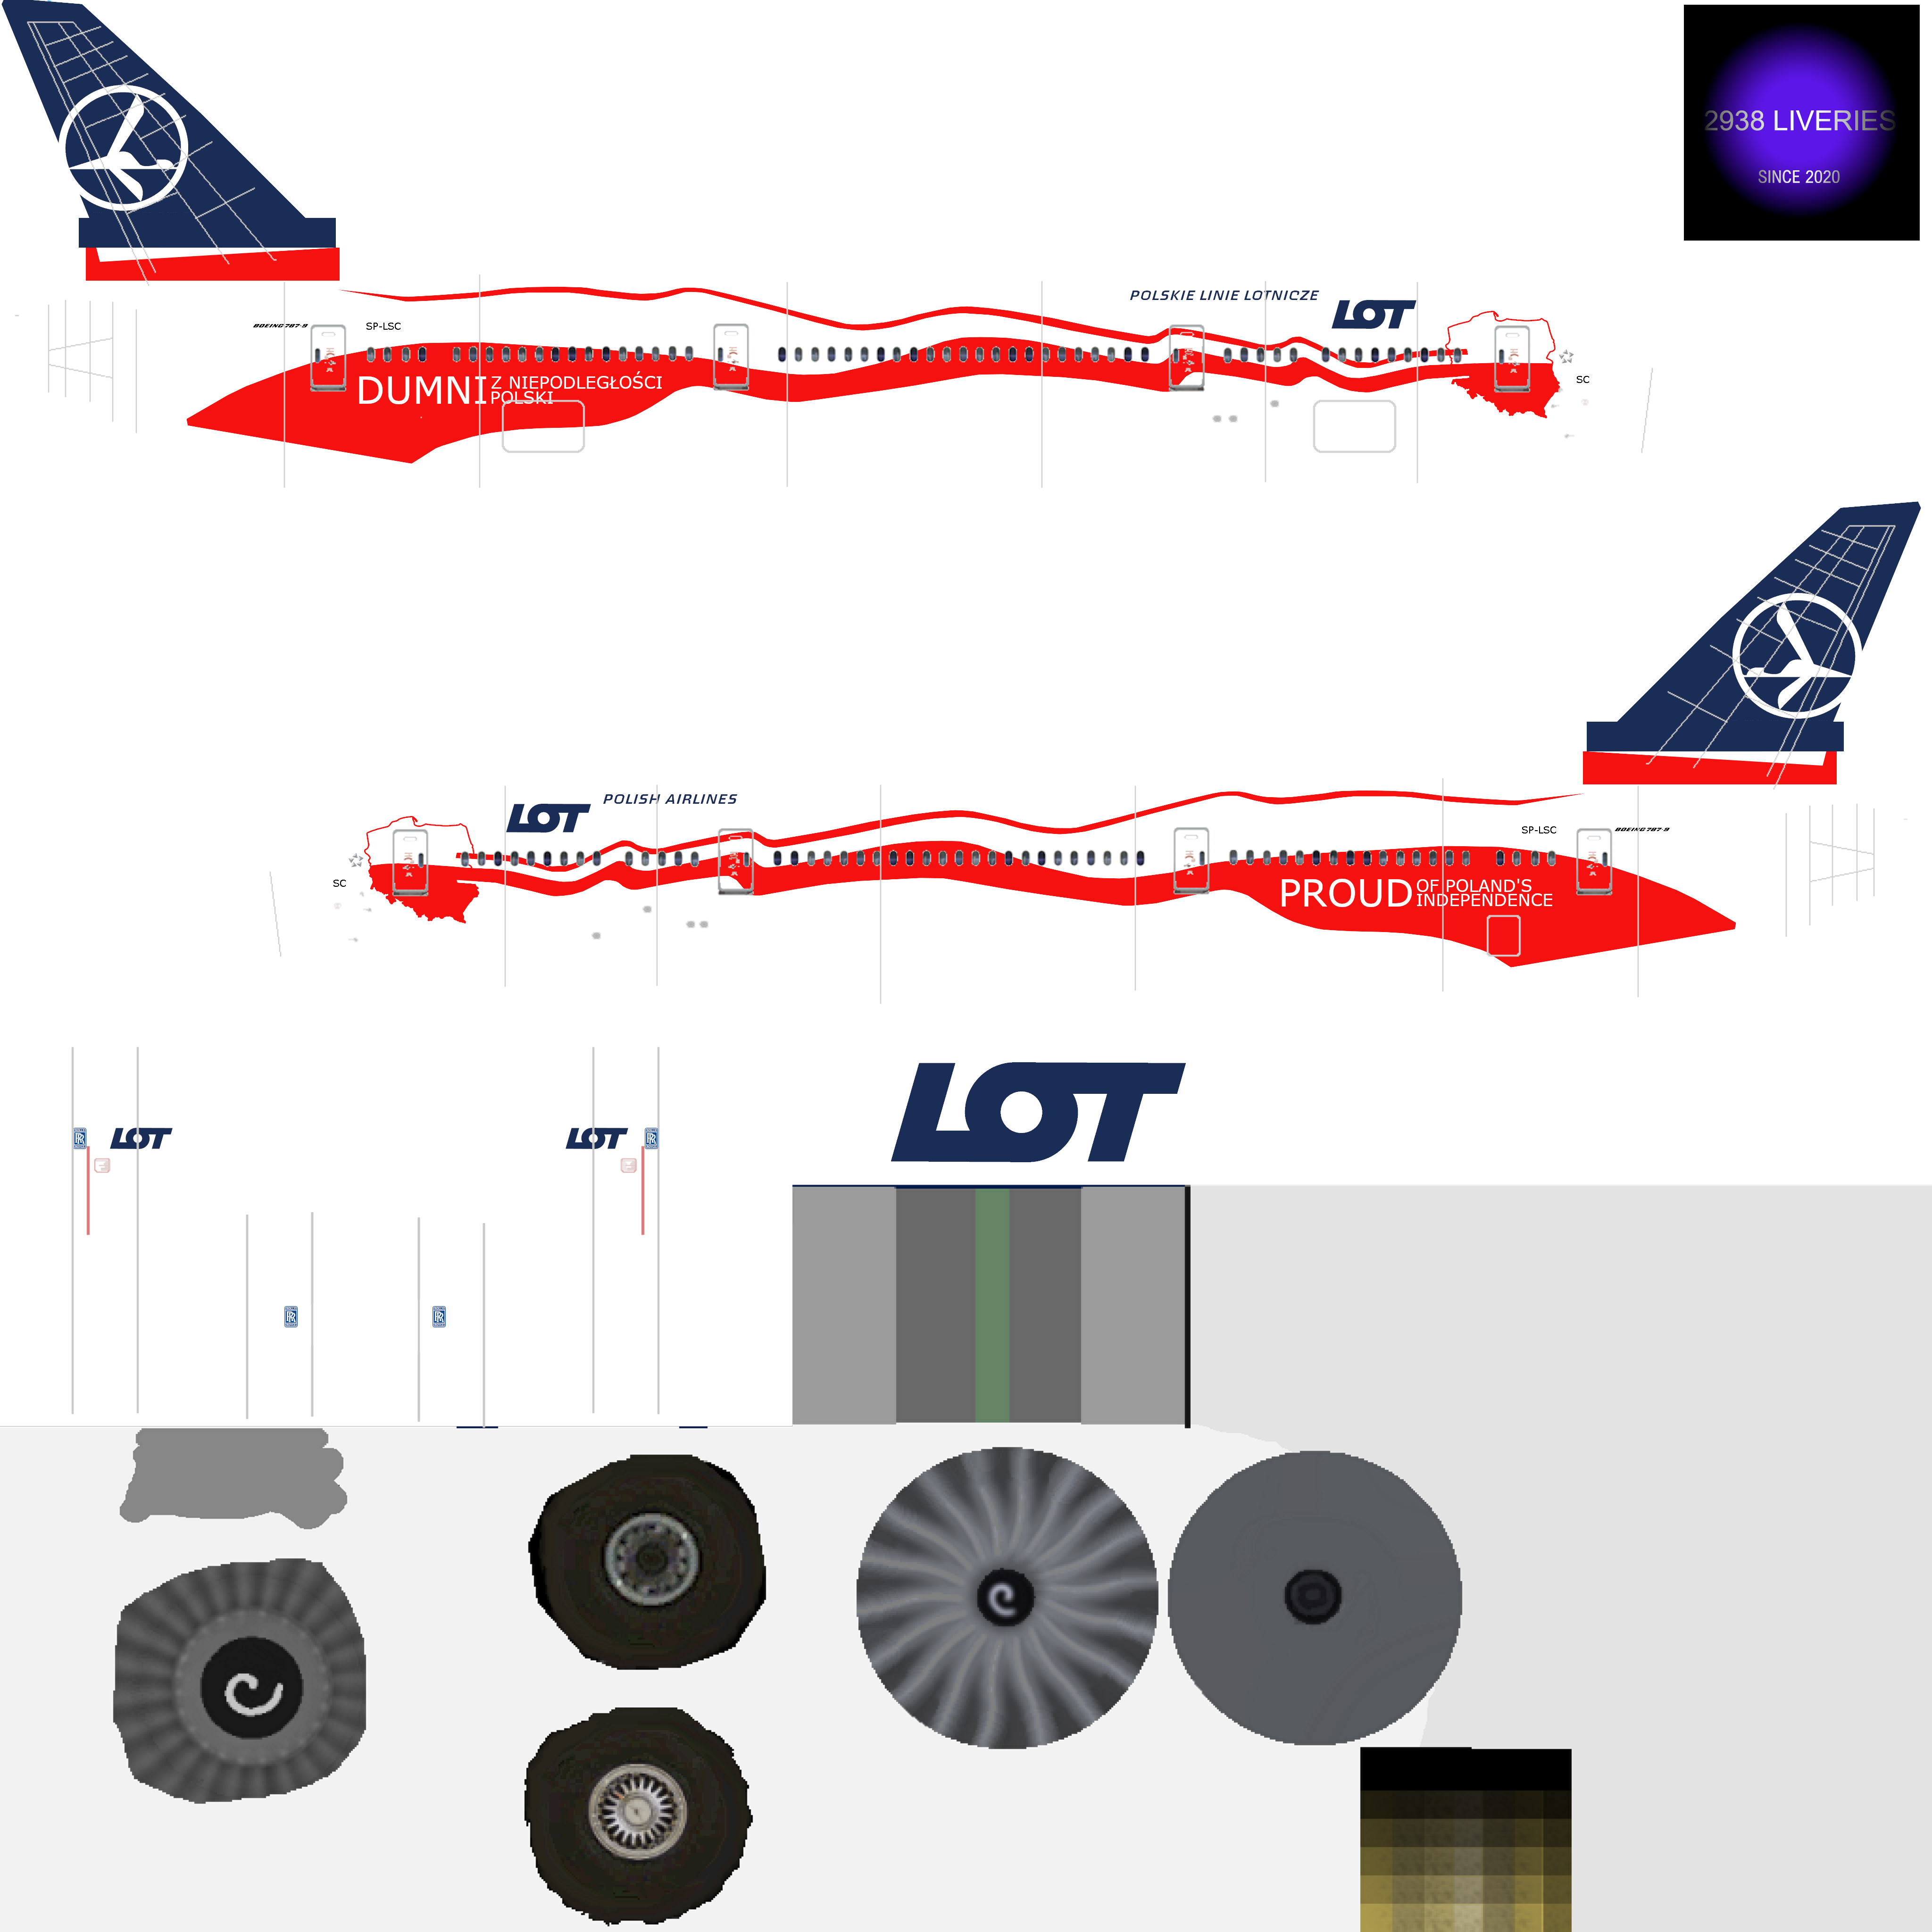 2938 LIVERIES
SINCE 2020
POLSKIE LINIE LOTNICZE
LOT
BOEING 787-9
SP-LSC
SC
DUMNI
Z NIEPODLEGŁOŚCI
POLSKI
POLISH AIRLINES
LOT
SP-LSC
BOEING 787-9
SC
PROUD
OF POLAND'S
INDEPENDENCE
LOT
LOT
LOT